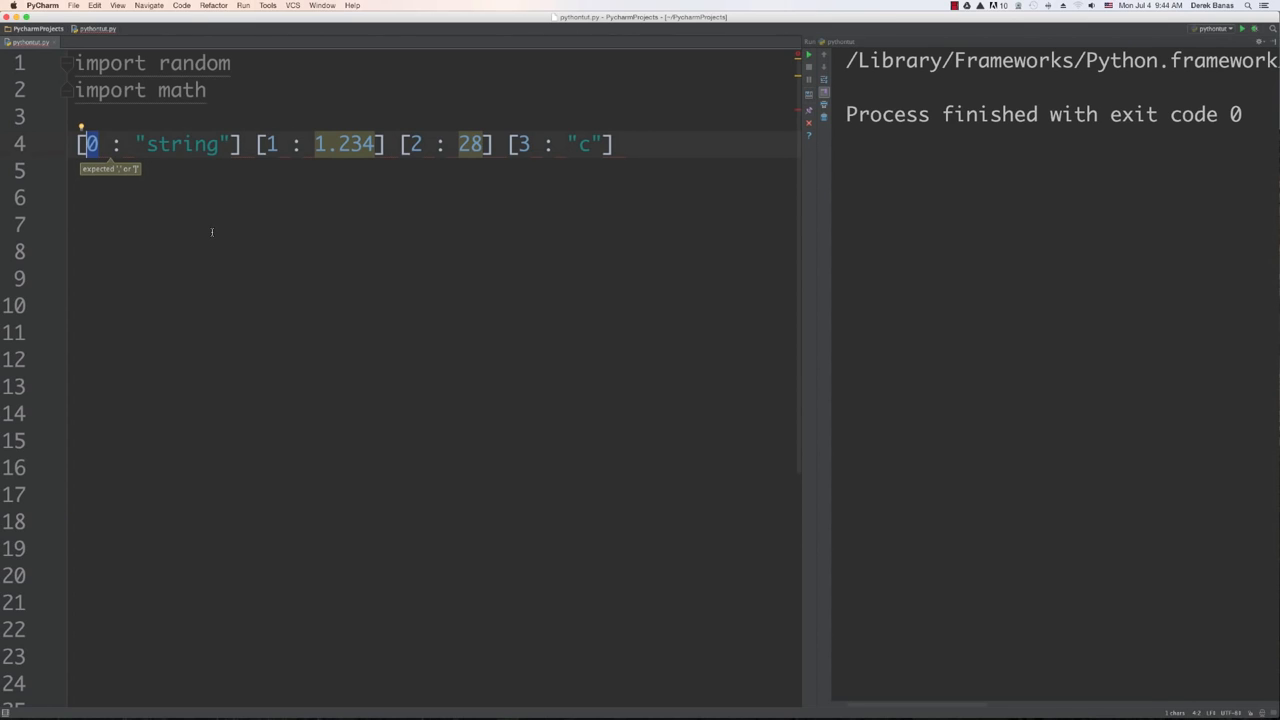 PyCharm File Edit View Navigate Code Refactor Run Tools VCS Window Help
10 Mon Jul 4 9:44 AM Derek Banas
pythontut.py - PycharmProjects - [~/PycharmProjects]
PycharmProjects pythontut.py
pythontut
pythontut.py
Run: pythontut
1 import random
2 import math
3
4 [0 : "string"] [1 : 1.234] [2 : 28] [3 : "c"]
expected ',' or ']'
5
6
7
8
9
10
11
12
13
14
15
16
17
18
19
20
21
22
23
24
/Library/Frameworks/Python.framework
Process finished with exit code 0
1 chars 4:2 LF‡ UTF-8‡